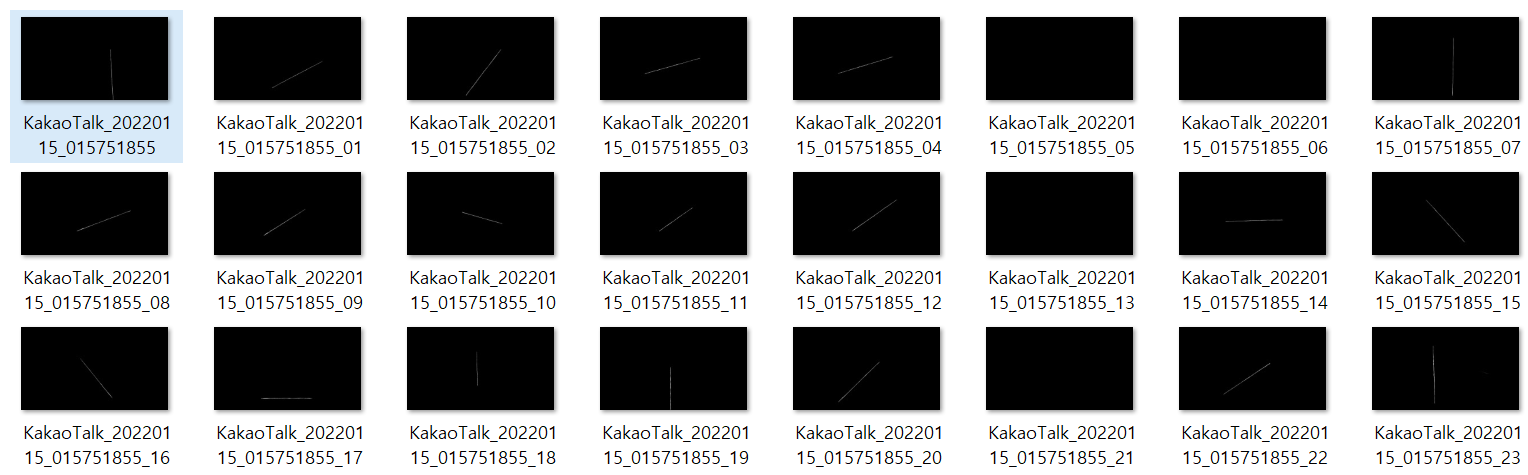 KakaoTalk_202201
15_015751855
KakaoTalk_202201
15_015751855_01
KakaoTalk_202201
15_015751855_02
KakaoTalk_202201
15_015751855_03
KakaoTalk_202201
15_015751855_04
KakaoTalk_202201
15_015751855_05
KakaoTalk_202201
15_015751855_06
KakaoTalk_202201
15_015751855_07
KakaoTalk_202201
15_015751855_08
KakaoTalk_202201
15_015751855_09
KakaoTalk_202201
15_015751855_10
KakaoTalk_202201
15_015751855_11
KakaoTalk_202201
15_015751855_12
KakaoTalk_202201
15_015751855_13
KakaoTalk_202201
15_015751855_14
KakaoTalk_202201
15_015751855_15
KakaoTalk_202201
15_015751855_16
KakaoTalk_202201
15_015751855_17
KakaoTalk_202201
15_015751855_18
KakaoTalk_202201
15_015751855_19
KakaoTalk_202201
15_015751855_20
KakaoTalk_202201
15_015751855_21
KakaoTalk_202201
15_015751855_22
KakaoTalk_202201
15_015751855_23